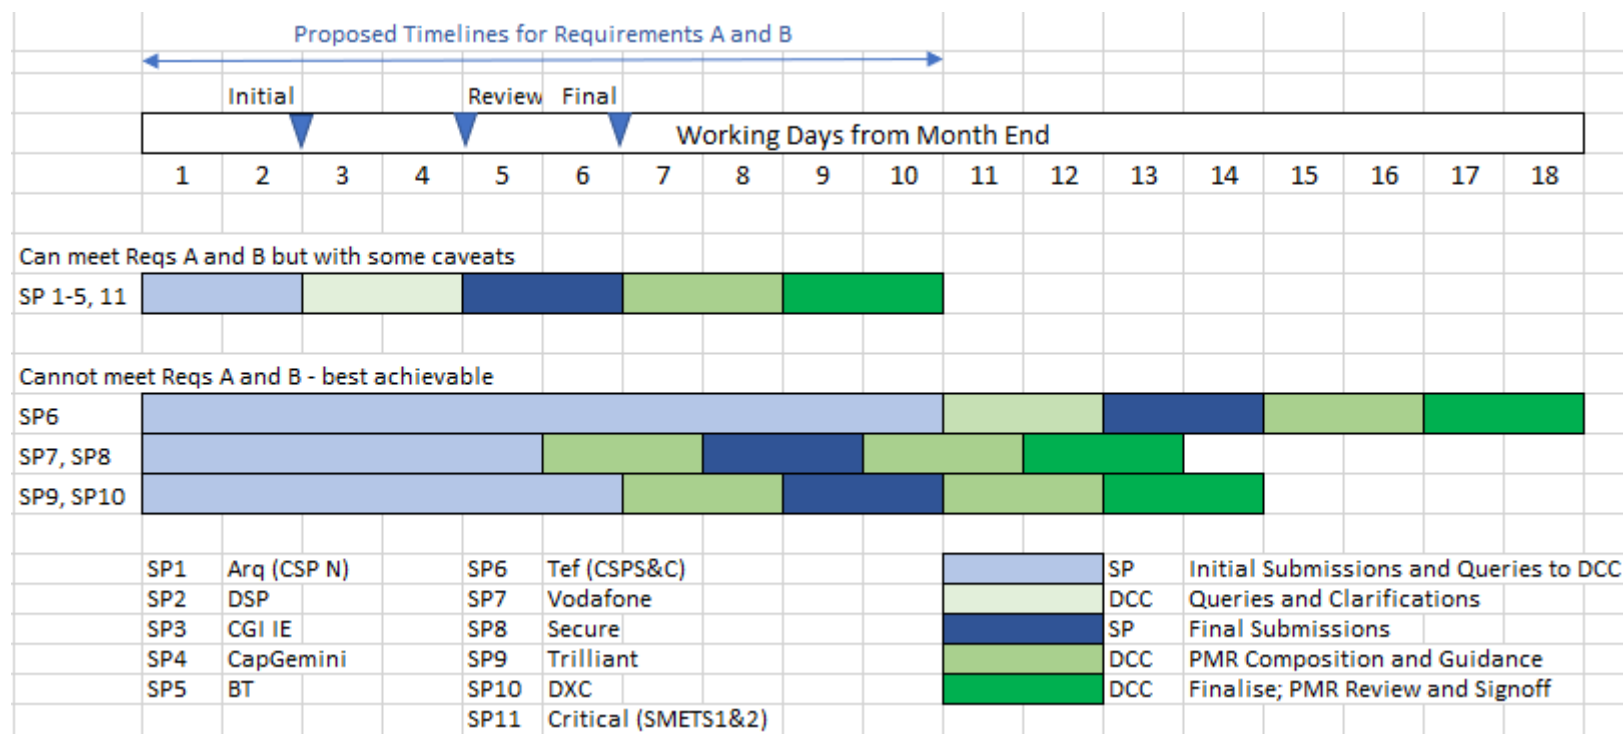 Proposed Timelines for Requirements A and B
Initial Review Final
Working Days from Month End
1 2 3 4 5 6 7 8 9 10 11 12 13 14 15 16 17 18
Can meet Reqs A and B but with some caveats
SP 1-5, 11
Cannot meet Reqs A and B - best achievable
SP6
SP7, SP8
SP9, SP10
SP1 Arq (CSP N) SP6 Tef (CSPS&C) SP Initial Submissions and Queries to DCC
SP2 DSP SP7 Vodafone DCC Queries and Clarifications
SP3 CGI IE SP8 Secure SP Final Submissions
SP4 CapGemini SP9 Trilliant DCC PMR Composition and Guidance
SP5 BT SP10 DXC DCC Finalise; PMR Review and Signoff
SP11 Critical (SMETS1&2)